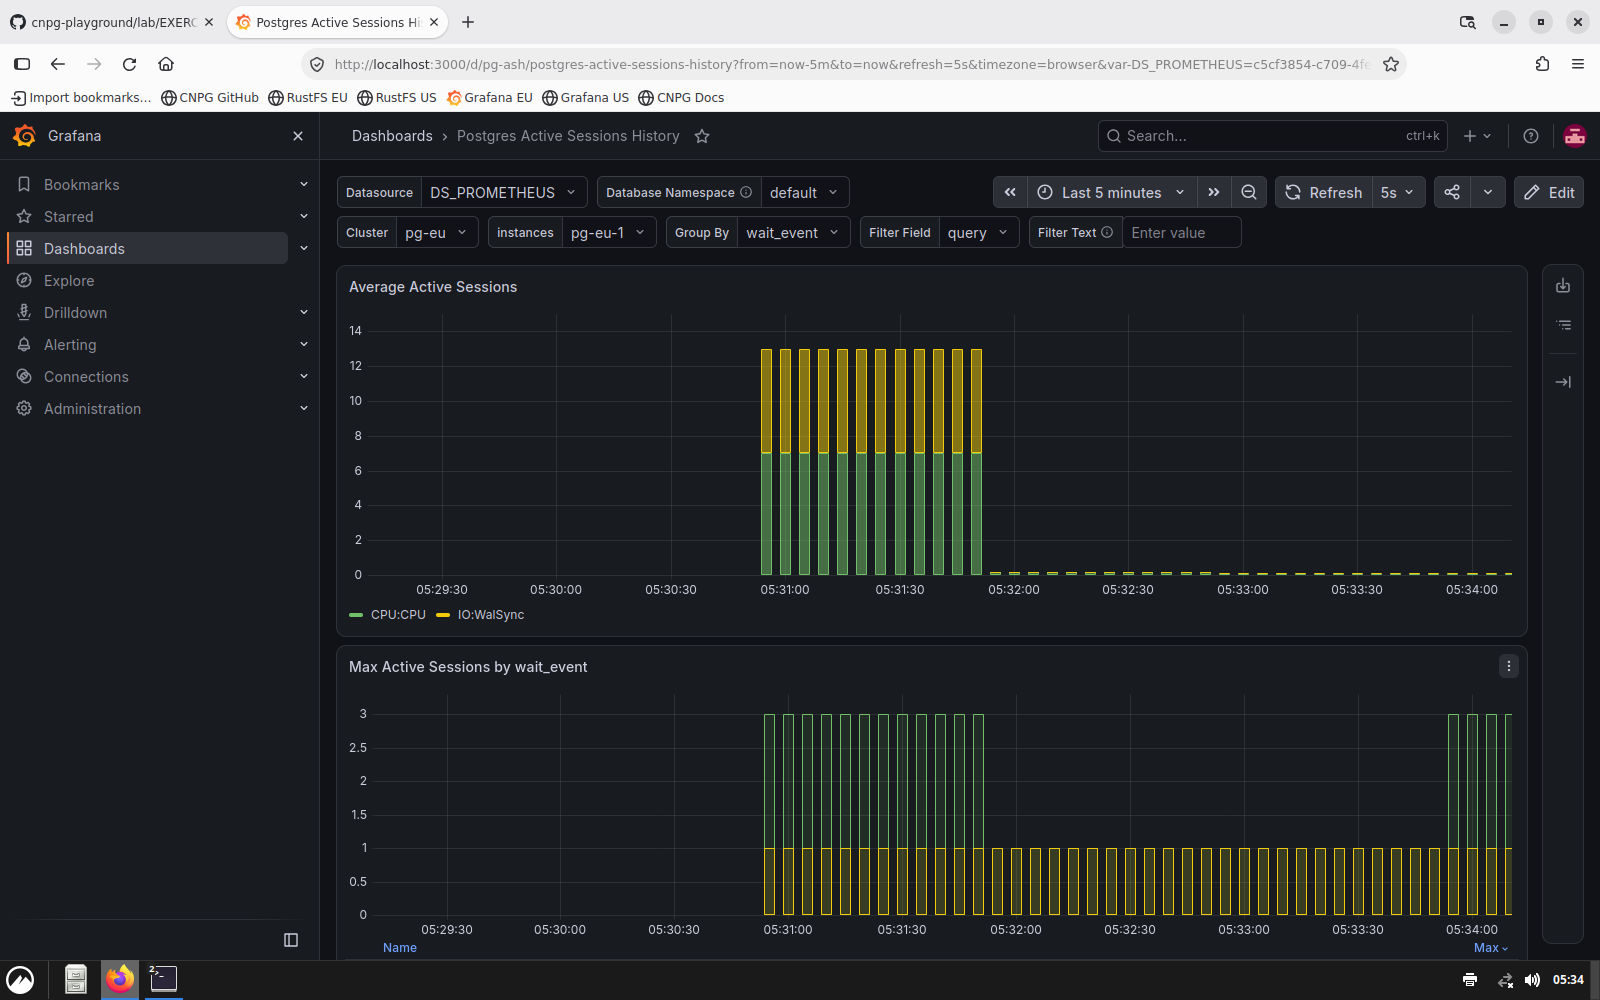 cnpg-playground/lab/EXERC
Postgres Active Sessions Hi
http://localhost:3000/d/pg-ash/postgres-active-sessions-history?from=now-5m&to=now&refresh=5s&timezone=browser&var-DS_PROMETHEUS=c5cf3854-c709-4fe
Import bookmarks... CNPG GitHub RustFS EU RustFS US Grafana EU Grafana US CNPG Docs
Grafana
Dashboards › Postgres Active Sessions History
Search... ctrl+k
Bookmarks
Starred
Dashboards
Explore
Drilldown
Alerting
Connections
Administration
Datasource DS_PROMETHEUS Database Namespace default Last 5 minutes Refresh 5s Edit
Cluster pg-eu instances pg-eu-1 Group By wait_event Filter Field query Filter Text Enter value
Average Active Sessions
14
12
10
8
6
4
2
0
05:29:30 05:30:00 05:30:30 05:31:00 05:31:30 05:32:00 05:32:30 05:33:00 05:33:30 05:34:00
CPU:CPU IO:WalSync
Max Active Sessions by wait_event
3
2.5
2
1.5
1
0.5
0
05:29:30 05:30:00 05:30:30 05:31:00 05:31:30 05:32:00 05:32:30 05:33:00 05:33:30 05:34:00
Name Max
2
05:34